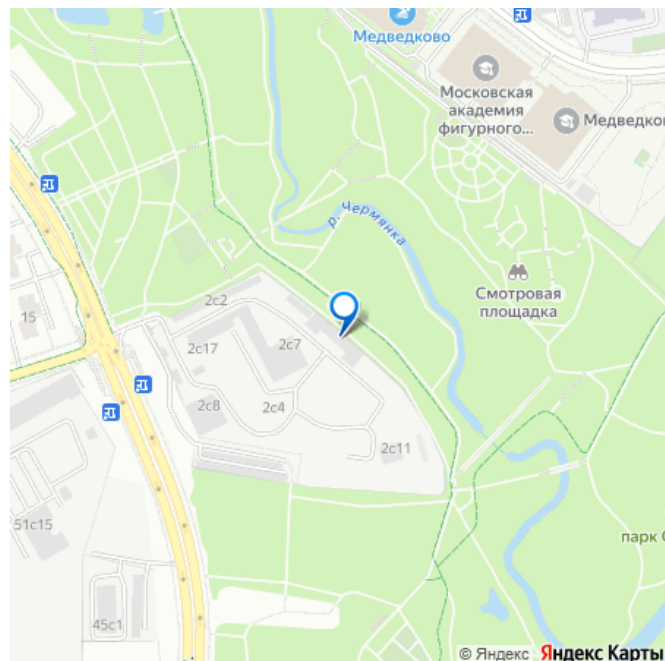 Медведково
Московская
академия
фигурного...
Медведков
р. Чермянка
Смотровая
площадка
2с2
15
2с17
2с7
2с8
2с4
2с11
51с15
45с1
парк С
© Яндекс Яндекс Карты